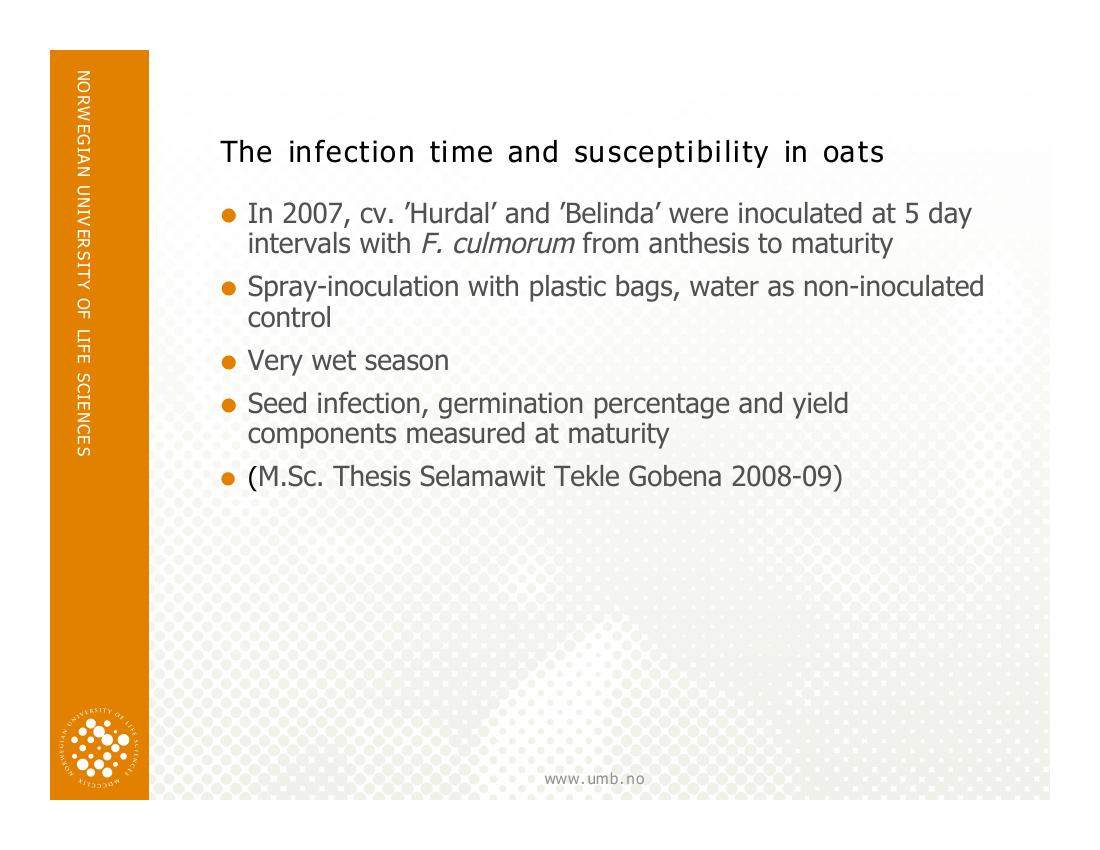 NORWEGIAN UNIVERSITY OF LIFE SCIENCES
The infection time and susceptibility in oats
● In 2007, cv. ’Hurdal’ and ’Belinda’ were inoculated at 5 day
intervals with F. culmorum from anthesis to maturity
● Spray-inoculation with plastic bags, water as non-inoculated
control
● Very wet season
● Seed infection, germination percentage and yield
components measured at maturity
● (M.Sc. Thesis Selamawit Tekle Gobena 2008-09)
NORWEGIAN UNIVERSITY OF LIFE SCIENCES
MDCCCLIX
www.umb.no